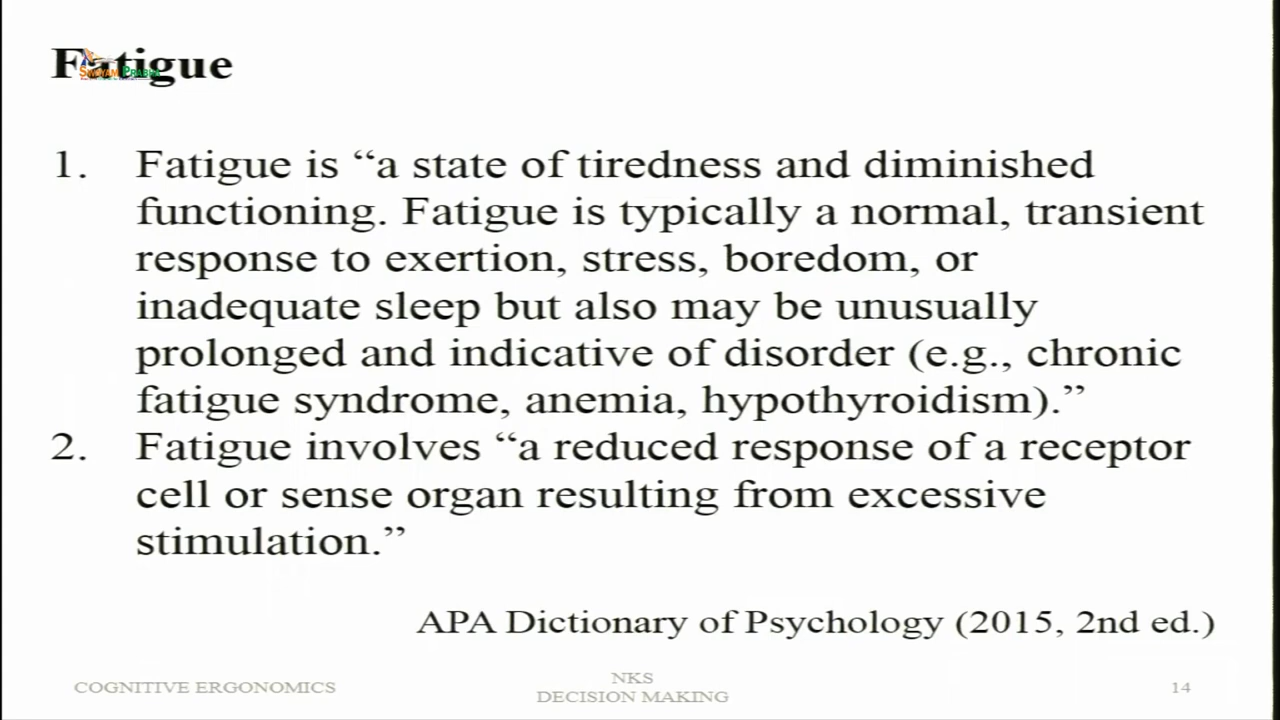 Fatigue
SWAYAM PRABHA
1. Fatigue is “a state of tiredness and diminished
functioning. Fatigue is typically a normal, transient
response to exertion, stress, boredom, or
inadequate sleep but also may be unusually
prolonged and indicative of disorder (e.g., chronic
fatigue syndrome, anemia, hypothyroidism).”
2. Fatigue involves “a reduced response of a receptor
cell or sense organ resulting from excessive
stimulation.”
APA Dictionary of Psychology (2015, 2nd ed.)
COGNITIVE ERGONOMICS
NKS
DECISION MAKING
14